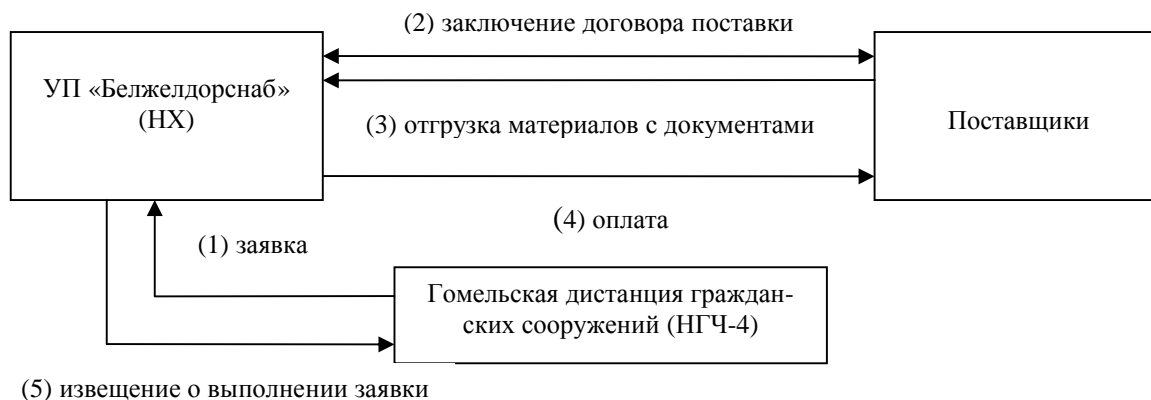 (2) заключение договора поставки
УП «Белжелдорснаб»
(НХ)
(3) отгрузка материалов с документами
Поставщики
(4) оплата
(1) заявка
Гомельская дистанция граждан-
ских сооружений (НГЧ-4)
(5) извещение о выполнении заявки